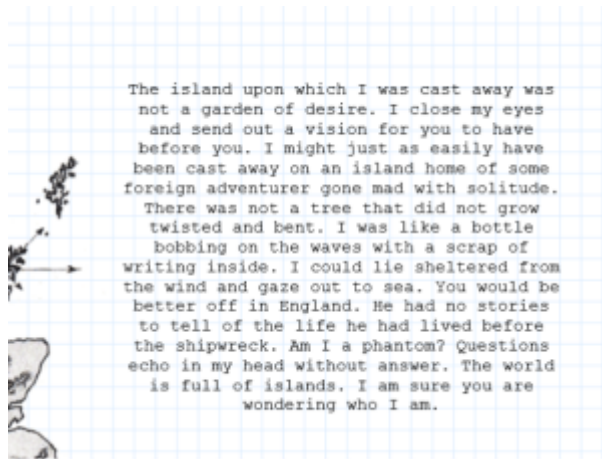 The island upon which I was cast away was
not a garden of desire. I close my eyes
and send out a vision for you to have
before you. I might just as easily have
been cast away on an island home of some
foreign adventurer gone mad with solitude.
There was not a tree that did not grow
twisted and bent. I was like a bottle
bobbing on the waves with a scrap of
writing inside. I could lie sheltered from
the wind and gaze out to sea. You would be
better off in England. He had no stories
to tell of the life he had lived before
the shipwreck. Am I a phantom? Questions
echo in my head without answer. The world
is full of islands. I am sure you are
wondering who I am.